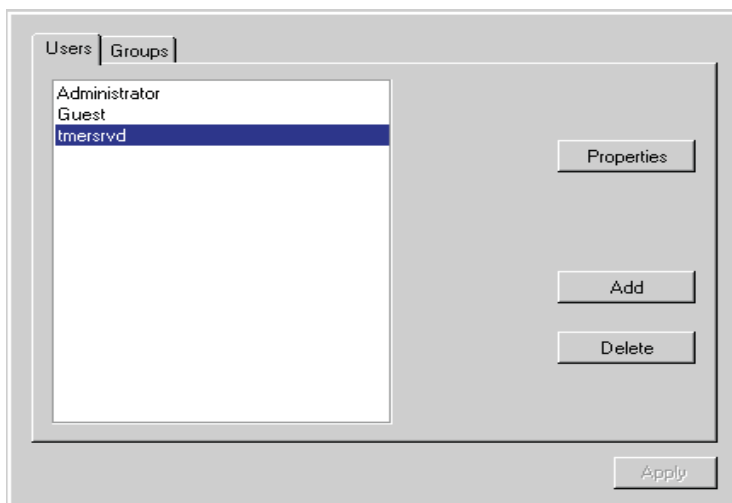 Users Groups
Administrator
Guest
tmersrvd
Properties
Add
Delete
Apply